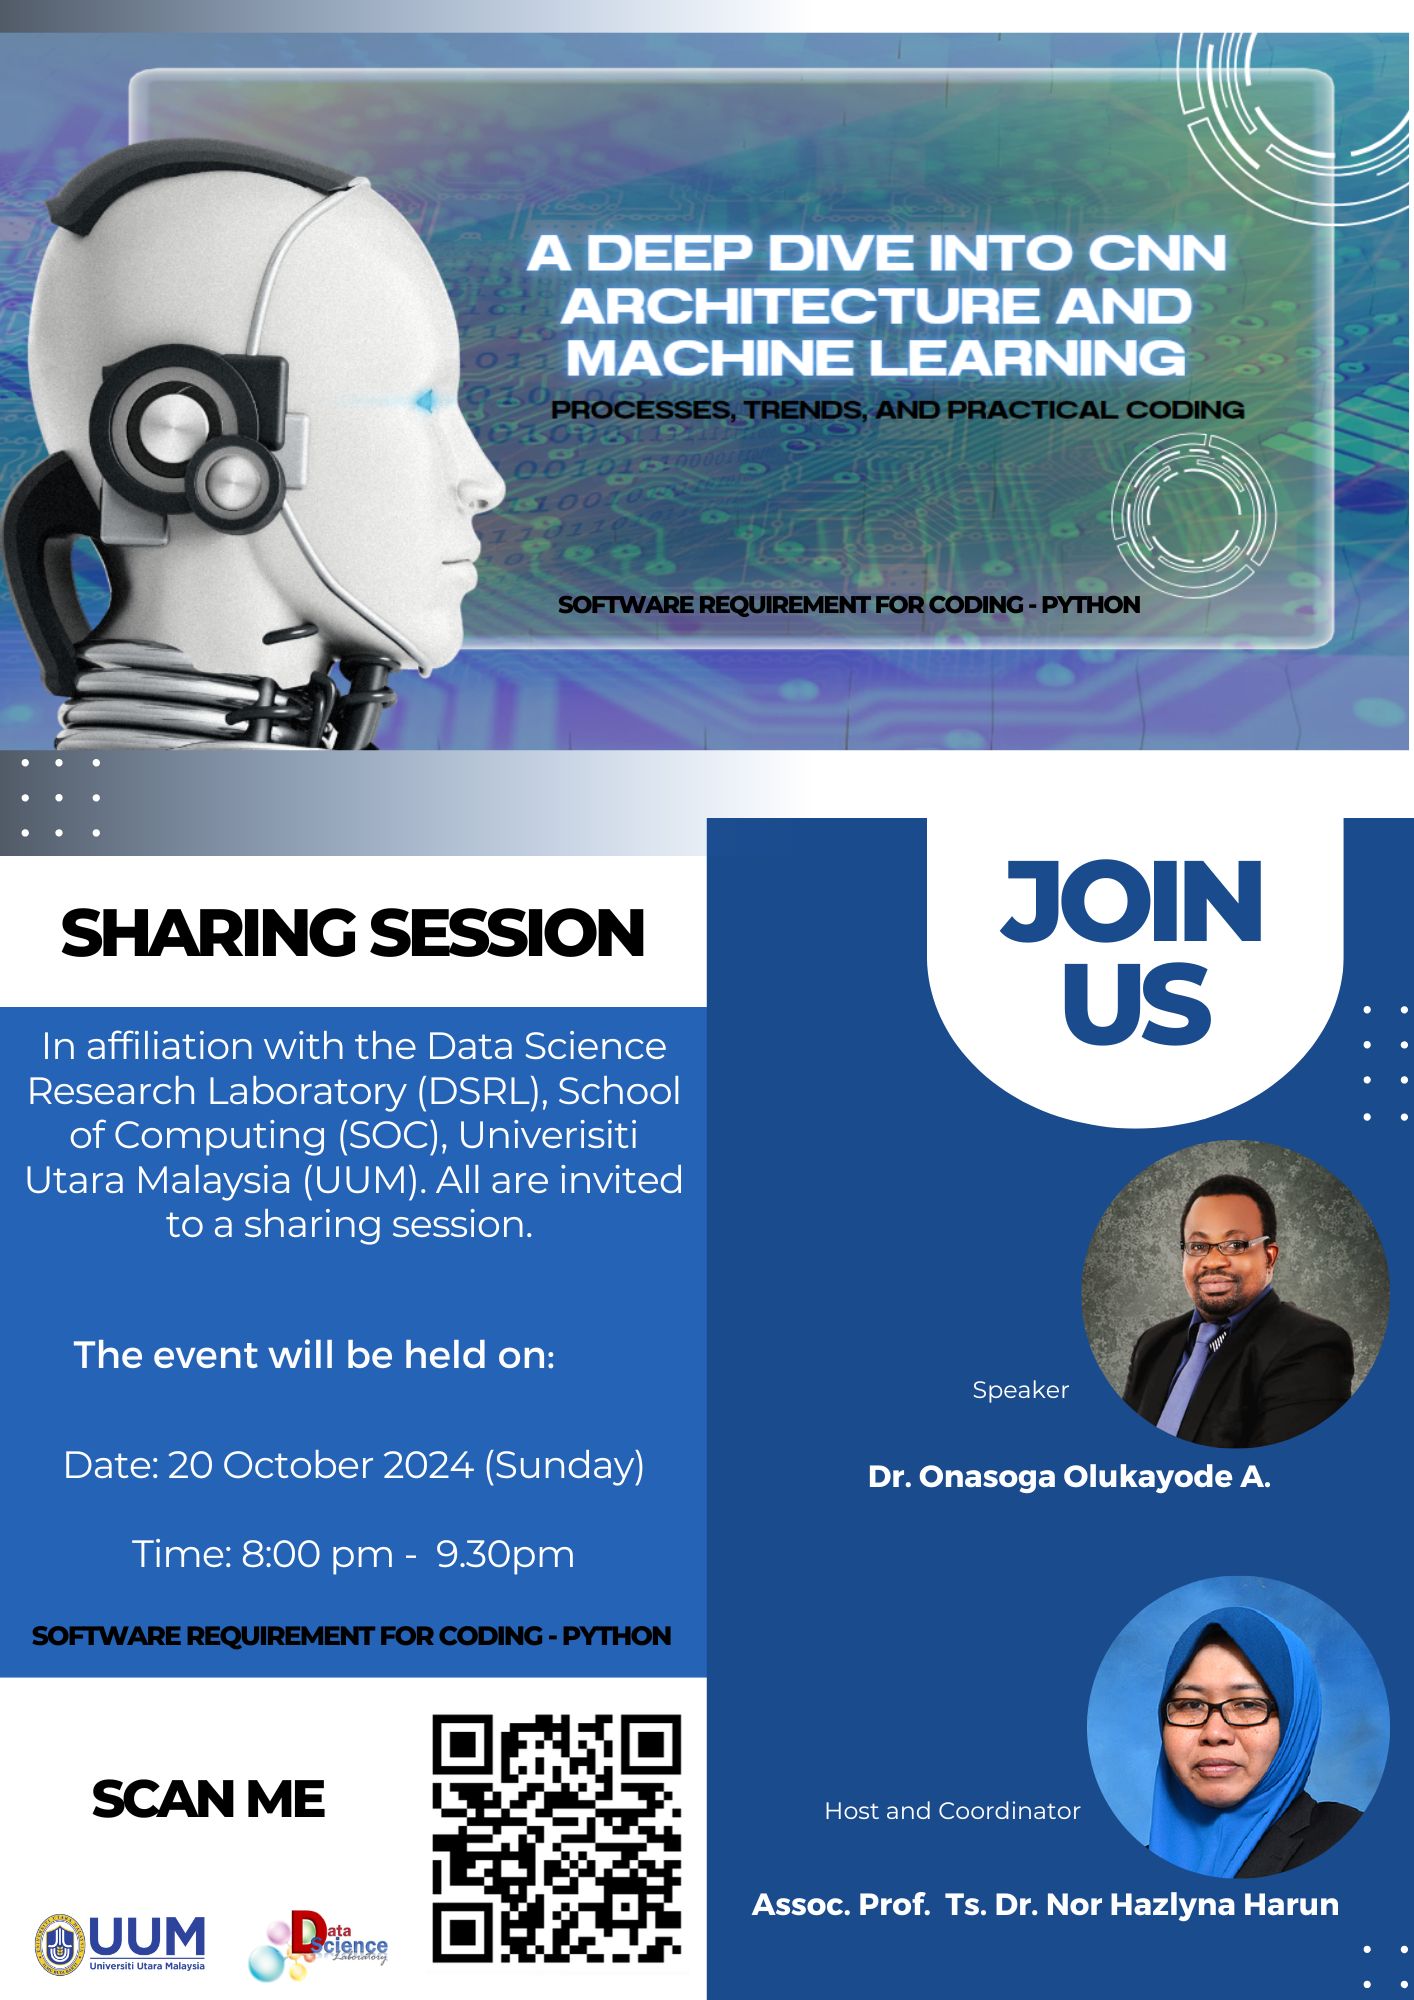 A DEEP DIVE INTO CNN
ARCHITECTURE AND
MACHINE LEARNING
PROCESSES, TRENDS, AND PRACTICAL CODING
SOFTWARE REQUIREMENT FOR CODING - PYTHON
SHARING SESSION
In affiliation with the Data Science
Research Laboratory (DSRL), School
of Computing (SOC), Univerisiti
Utara Malaysia (UUM). All are invited
to a sharing session.
The event will be held on:
Date: 20 October 2024 (Sunday)
Time: 8:00 pm - 9.30pm
SOFTWARE REQUIREMENT FOR CODING - PYTHON
SCAN ME
UUM
Universiti Utara Malaysia
Data
Science
Laboratory
JOIN
US
Speaker
Dr. Onasoga Olukayode A.
Host and Coordinator
Assoc. Prof. Ts. Dr. Nor Hazlyna Harun